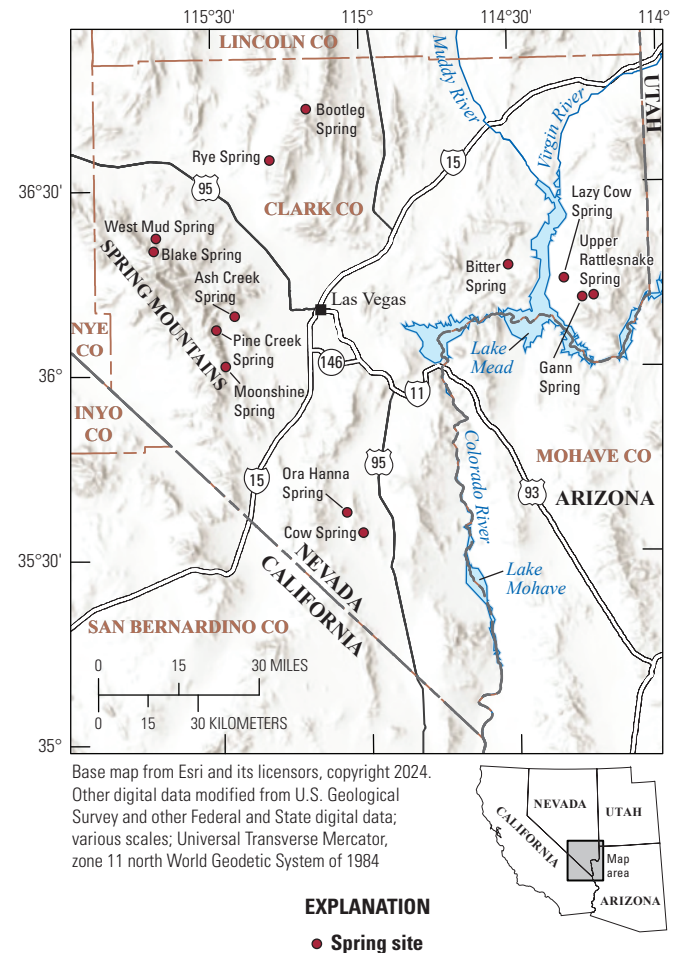 115°30'
115°
114°30'
114°
LINCOLN CO
Muddy River
Virgin River
UTAH
Bootleg
Spring
Rye Spring
15
95
36°30'
CLARK CO
Lazy Cow
Spring
West Mud Spring
Blake Spring
Upper
Rattlesnake
Spring
Bitter
Spring
Ash Creek
Spring
SPRING MOUNTAINS
Las Vegas
NYE
CO
Pine Creek
Spring
146
Lake
Mead
Gann
Spring
36°
Moonshine
Spring
11
INYO
CO
MOHAVE CO
Ora Hanna
Spring
95
15
Colorado River
93
ARIZONA
Cow Spring
35°30'
NEVADA
CALIFORNIA
Lake
Mohave
SAN BERNARDINO CO
0 15 30 MILES
0 15 30 KILOMETERS
35°
Base map from Esri and its licensors, copyright 2024.
Other digital data modified from U.S. Geological
Survey and other Federal and State digital data;
various scales; Universal Transverse Mercator,
zone 11 north World Geodetic System of 1984
NEVADA
UTAH
CALIFORNIA
Map
area
ARIZONA
EXPLANATION
Spring site